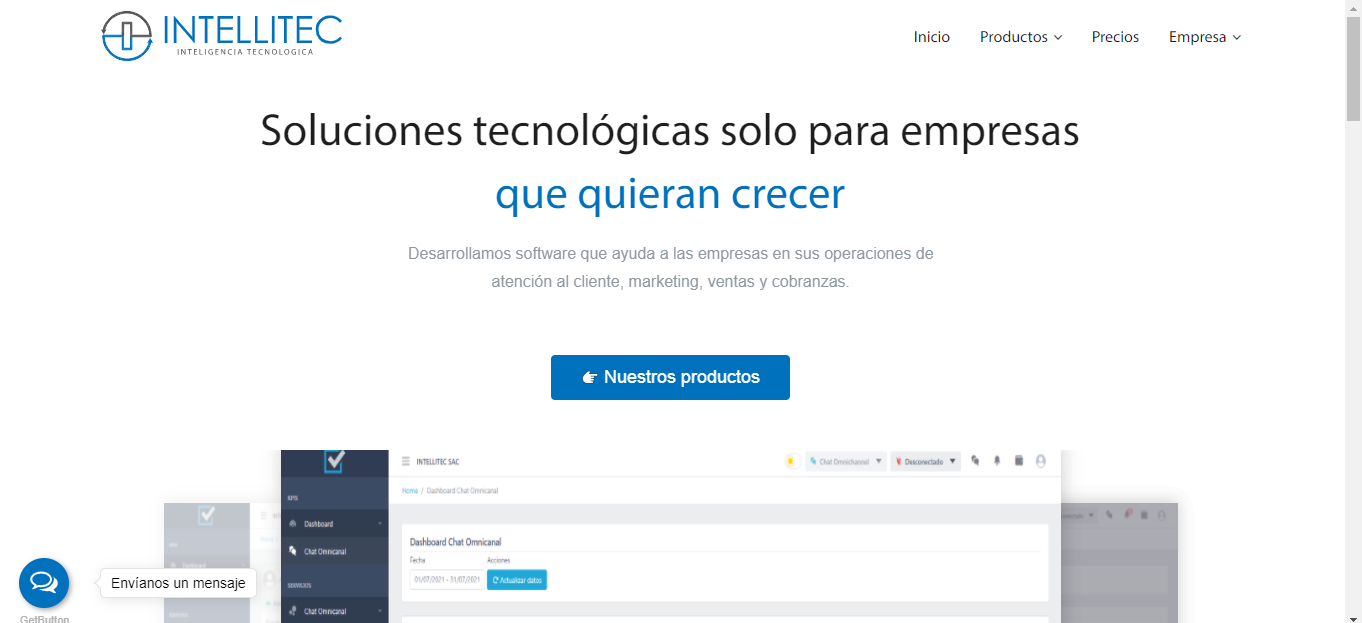 INTELLITEC
INTELIGENCIA TECNOLOGICA
Inicio
Productos
Precios
Empresa
Soluciones tecnológicas solo para empresas
que quieran crecer
Desarrollamos software que ayuda a las empresas en sus operaciones de
atención al cliente, marketing, ventas y cobranzas.
Nuestros productos
INTELLITEC SAC
Chat Omnichannel
Desconectado
KPIS
Home / Dashboard Chat Omnicanal
Dashboard
Dashboard Chat Omnicanal
Chat Omnicanal
Fecha
Acciones
01/07/2021 - 31/07/2021
Actualizar datos
SERVICIOS
Chat Omnicanal
Envíanos un mensaje
GetButton